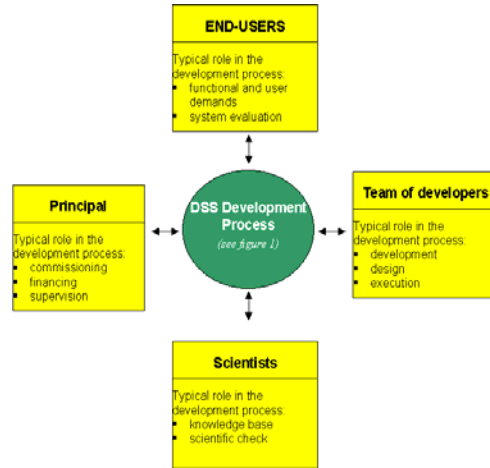 END-USERS
Typical role in the
development process:
▪ functional and user
demands
▪ system evaluation
Principal
Typical role in the
development process:
▪ commissioning
▪ financing
▪ supervision
DSS Development
Process
(see figure 1)
Team of developers
Typical role in the
development process:
▪ development
▪ design
▪ execution
Scientists
Typical role in the
development process:
▪ knowledge base
▪ scientific check